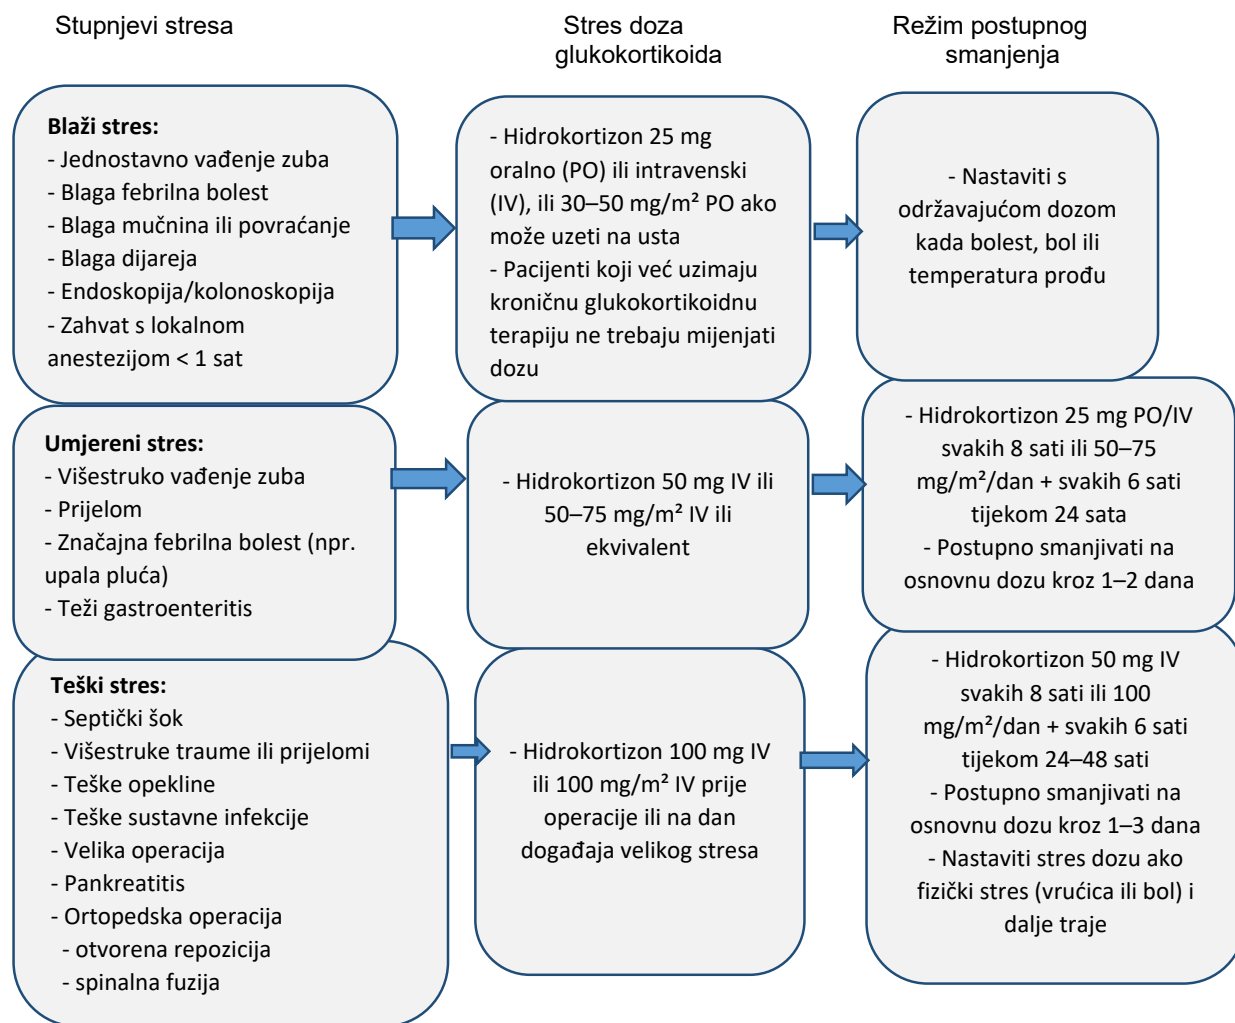 Stupnjevi stresa
Stres doza
glukokortikoida
Režim postupnog
smanjenja
Blaži stres:
- Jednostavno vađenje zuba
- Blaga febrilna bolest
- Blaga mučnina ili povraćanje
- Blaga dijareja
- Endoskopija/kolonoskopija
- Zahvat s lokalnom
anestezijom < 1 sat
- Hidrokortizon 25 mg
oralno (PO) ili intravenski
(IV), ili 30–50 mg/m² PO ako
može uzeti na usta
- Pacijenti koji već uzimaju
kroničnu glukokortikoidnu
terapiju ne trebaju mijenjati
dozu
- Nastaviti s
održavajućom dozom
kada bolest, bol ili
temperatura prođu
Umjereni stres:
- Višestruko vađenje zuba
- Prijelom
- Značajna febrilna bolest (npr.
upala pluća)
- Teži gastroenteritis
- Hidrokortizon 50 mg IV ili
50–75 mg/m² IV ili
ekvivalent
- Hidrokortizon 25 mg PO/IV
svakih 8 sati ili 50–75
mg/m²/dan + svakih 6 sati
tijekom 24 sata
- Postupno smanjivati na
osnovnu dozu kroz 1–2 dana
Teški stres:
- Septički šok
- Višestruke traume ili prijelomi
- Teške opekline
- Teške sustavne infekcije
- Velika operacija
- Pankreatitis
- Ortopedska operacija
- otvorena repozicija
- spinalna fuzija
- Hidrokortizon 100 mg IV
ili 100 mg/m² IV prije
operacije ili na dan
događaja velikog stresa
- Hidrokortizon 50 mg IV
svakih 8 sati ili 100
mg/m²/dan + svakih 6 sati
tijekom 24–48 sati
- Postupno smanjivati na
osnovnu dozu kroz 1–3 dana
- Nastaviti stres dozu ako
fizički stres (vrućica ili bol) i
dalje traje